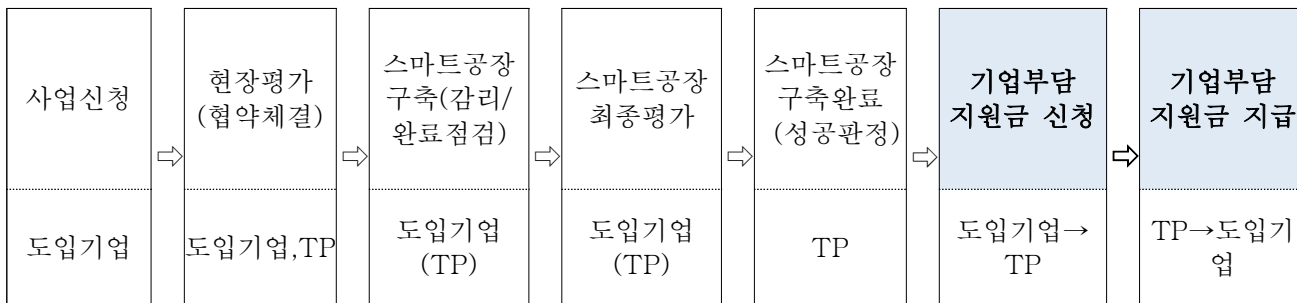 사업신청
⇨
현장평가
(협약체결)
⇨
스마트공장
구축(감리/
완료점검)
⇨
스마트공장
최종평가
⇨
스마트공장
구축완료
(성공판정)
⇨
기업부담
지원금 신청
⇨
기업부담
지원금 지급
도입기업
도입기업,TP
도입기업
(TP)
도입기업
(TP)
TP
도입기업→
TP
TP→도입기
업